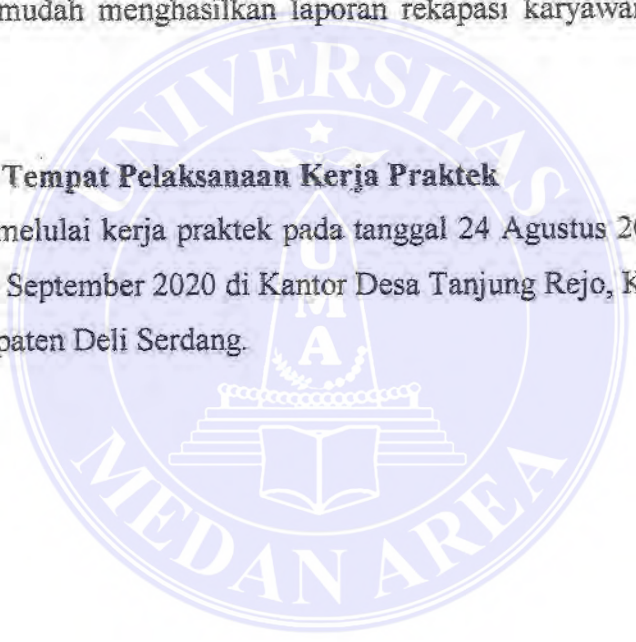 mudah menghasilkan laporan rekapasi karyawan
Tempat Pelaksanaan Kerja Praktek
melulai kerja praktek pada tanggal 24 Agustus
September 2020 di Kantor Desa Tanjung Rejo,
paten Deli Serdang.
UNIVERSITAS
UMA
MEDAN AREA